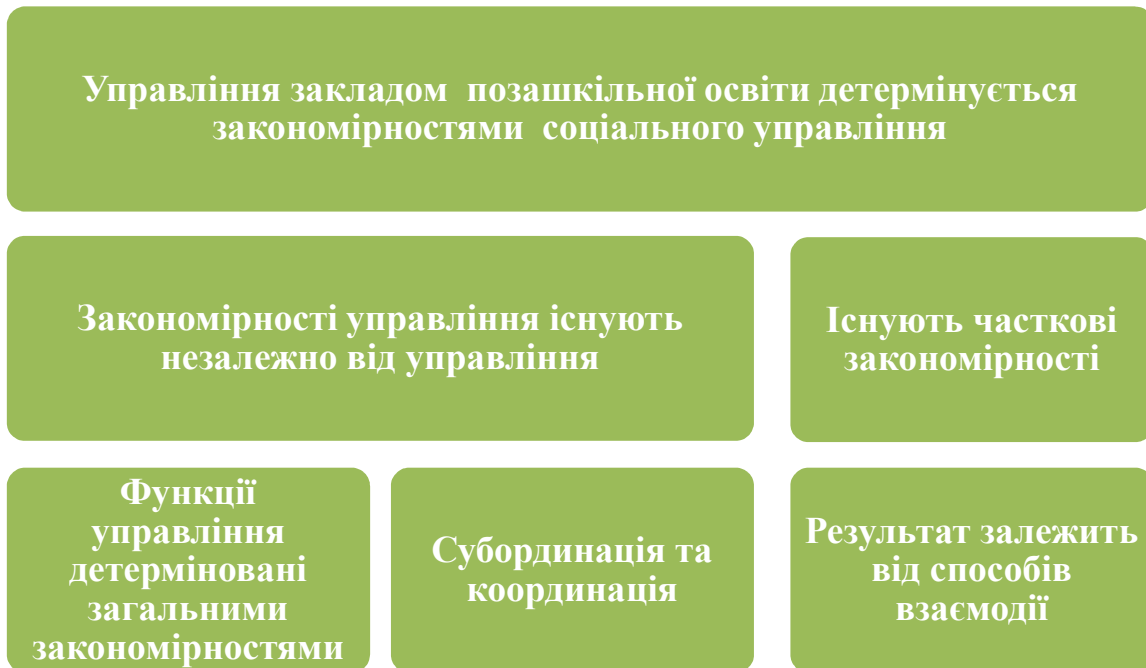 Управління закладом позашкільної освіти детермінується
закономірностями соціального управління
Закономірності управління існують
незалежно від управління
Існують часткові
закономірності
Функції
управління
детерміновані
загальними
закономірностями
Субординація та
координація
Результат залежить
від способів
взаємодії